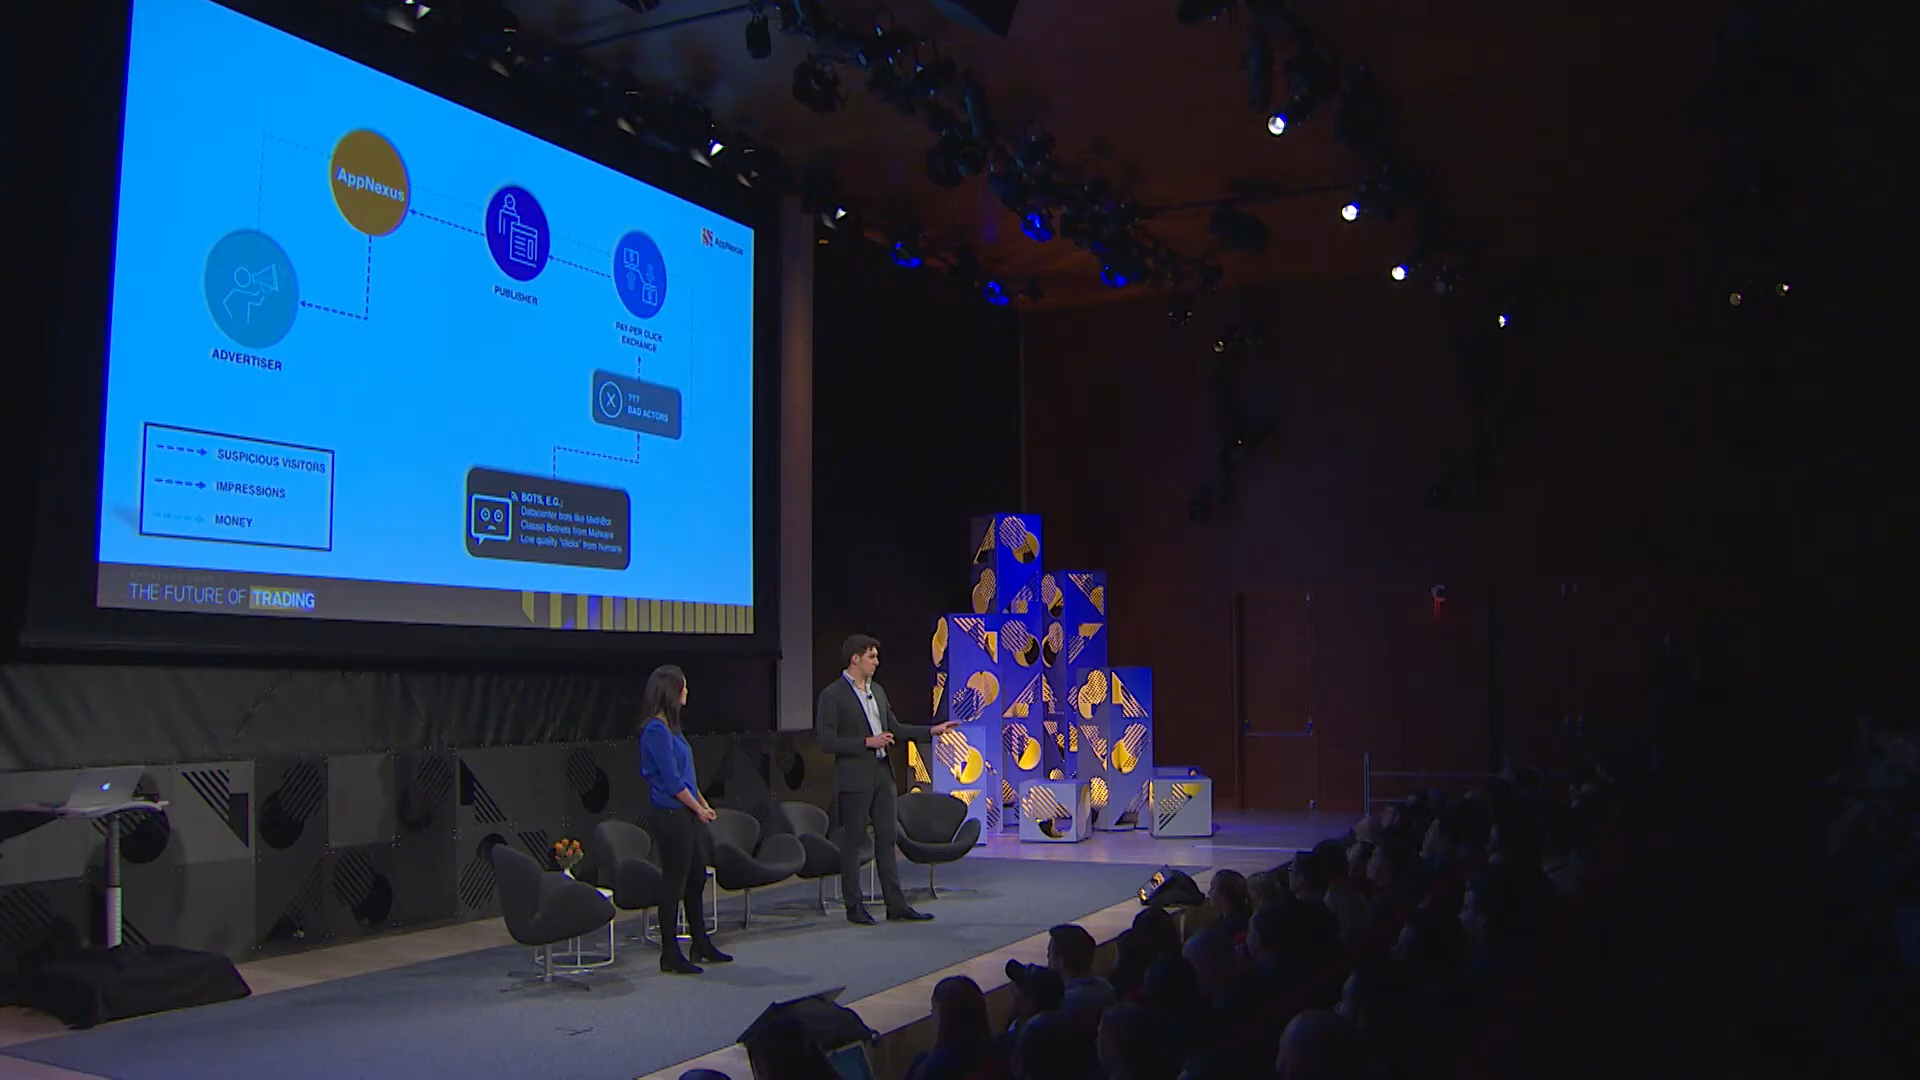 AppNexus
AppNexus
PUBLISHER
PAY-PER CLICK
EXCHANGE
ADVERTISER
???
BAD ACTORS
SUSPICIOUS VISITORS
IMPRESSIONS
MONEY
BOTS, E.G.:
Datacenter bots like MethBot
Classic Botnets from Malware
Low quality "clicks" from humans
THE FUTURE OF TRADING